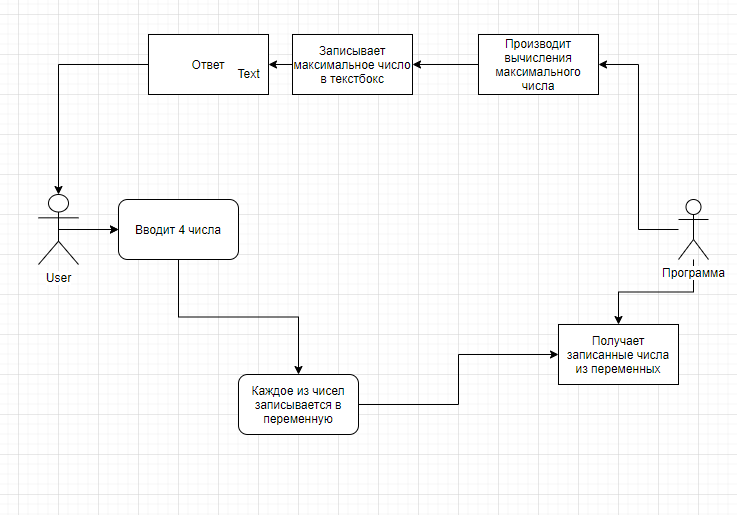 Ответ
Text
Записывает
максимальное число
в текстбокс
Производит
вычисления
максимального
числа
User
Вводит 4 числа
Программа
Каждое из чисел
записывается в
переменную
Получает
записанные числа
из переменных